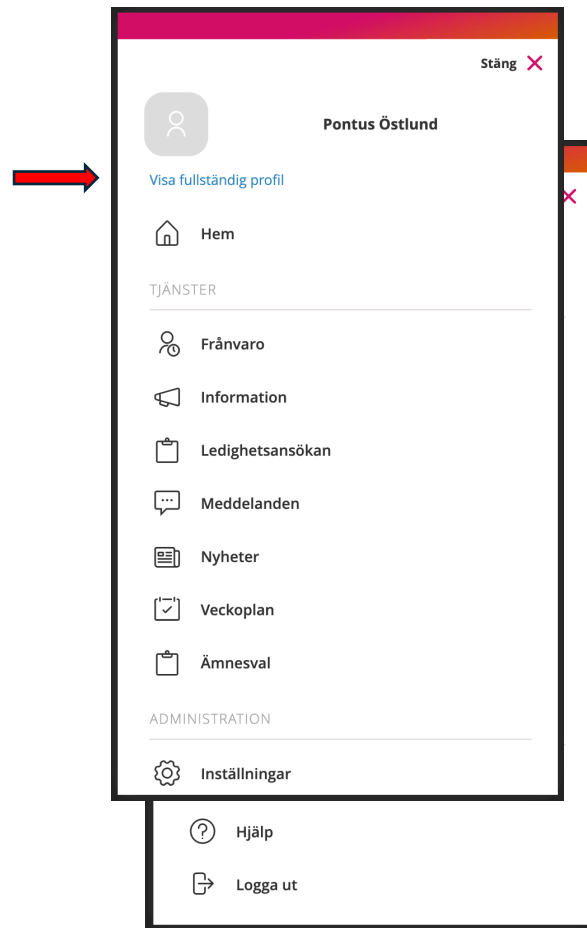 Stäng
Pontus Östlund
Visa fullständig profil
Hem
TJÄNSTER
Frånvaro
Information
Ledighetsansökan
Meddelanden
Nyheter
Veckoplan
Ämnesval
ADMINISTRATION
Inställningar
Hjälp
Logga ut